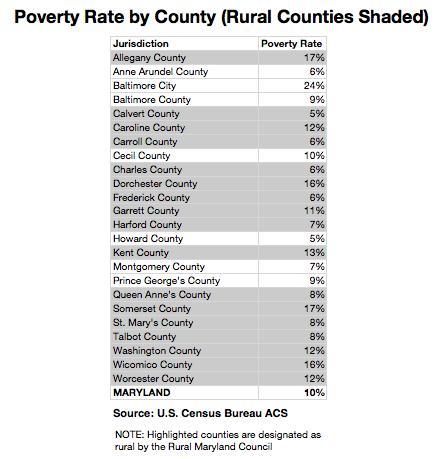 Poverty Rate by County (Rural Counties Shaded)
Jurisdiction Poverty Rate
Allegany County 17%
Anne Arundel County 6%
Baltimore City 24%
Baltimore County 9%
Calvert County 5%
Caroline County 12%
Carroll County 6%
Cecil County 10%
Charles County 6%
Dorchester County 16%
Frederick County 6%
Garrett County 11%
Harford County 7%
Howard County 5%
Kent County 13%
Montgomery County 7%
Prince George's County 9%
Queen Anne's County 8%
Somerset County 17%
St. Mary's County 8%
Talbot County 8%
Washington County 12%
Wicomico County 16%
Worcester County 12%
MARYLAND 10%
Source: U.S. Census Bureau ACS
NOTE: Highlighted counties are designated as
rural by the Rural Maryland Council